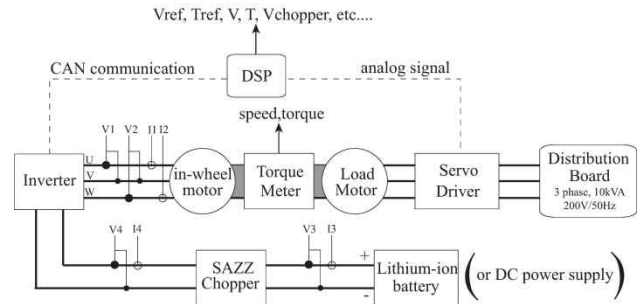 Vref, Tref, V, T, Vchopper, etc....
CAN communication
DSP
analog signal
speed,torque
V1 V2 I1 I2
U
V
W
Inverter
in-wheel
motor
Torque
Meter
Load
Motor
Servo
Driver
Distribution
Board
3 phase, 10kVA
200V/50Hz
V4 I4
SAZZ
Chopper
V3 I3
+
-
Lithium-ion
battery
(or DC power supply)